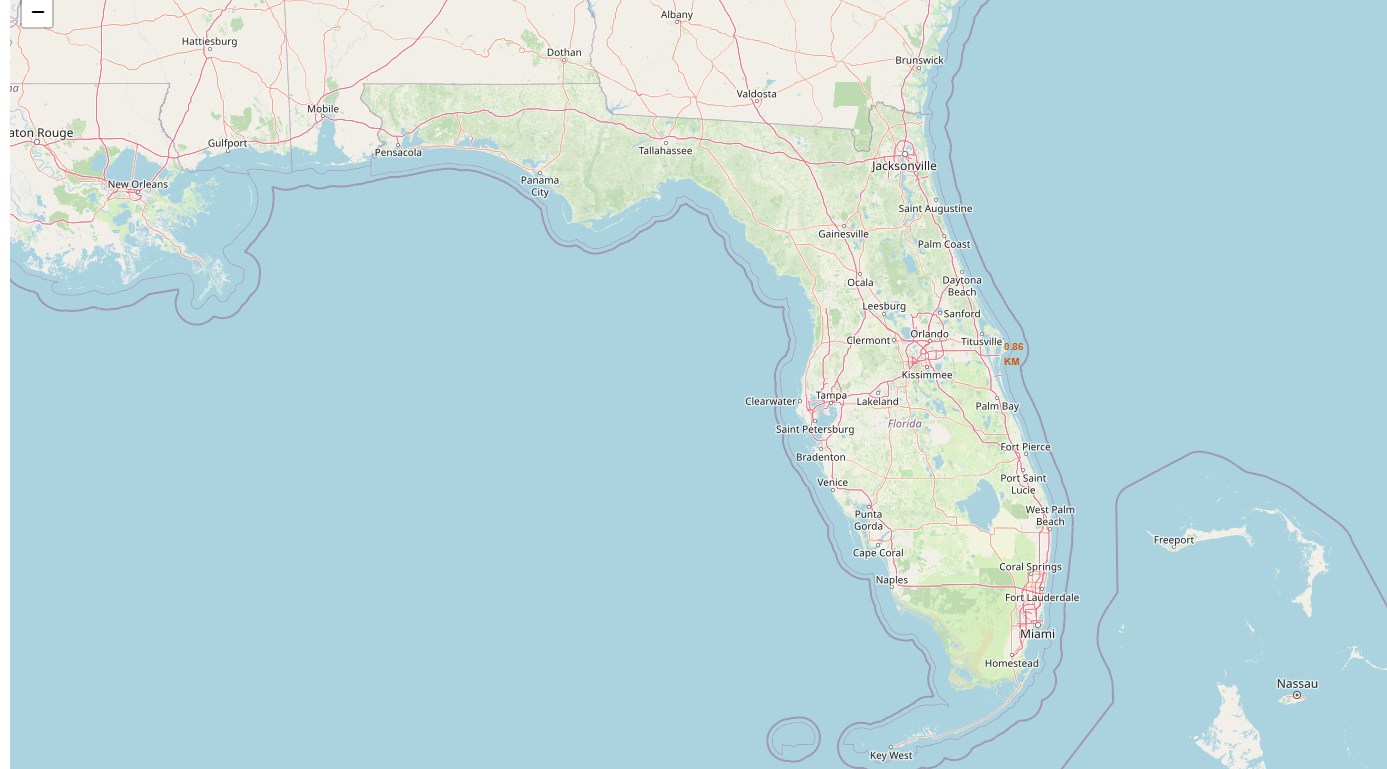 −
Albany
Hattiesburg
Dothan
Brunswick
Valdosta
Mobile
aton Rouge
Gulfport
Pensacola
Tallahassee
Jacksonville
New Orleans
Panama
City
Saint Augustine
Gainesville
Palm Coast
Ocala
Daytona
Beach
Leesburg
Sanford
Orlando
Clermont
Titusville
0.86
KM
Kissimmee
Tampa
Clearwater
Lakeland
Palm Bay
Florida
Saint Petersburg
Fort Pierce
Bradenton
Venice
Port Saint
Lucie
Punta
Gorda
West Palm
Beach
Freeport
Cape Coral
Coral Springs
Naples
Fort Lauderdale
Miami
Homestead
Nassau
Key West